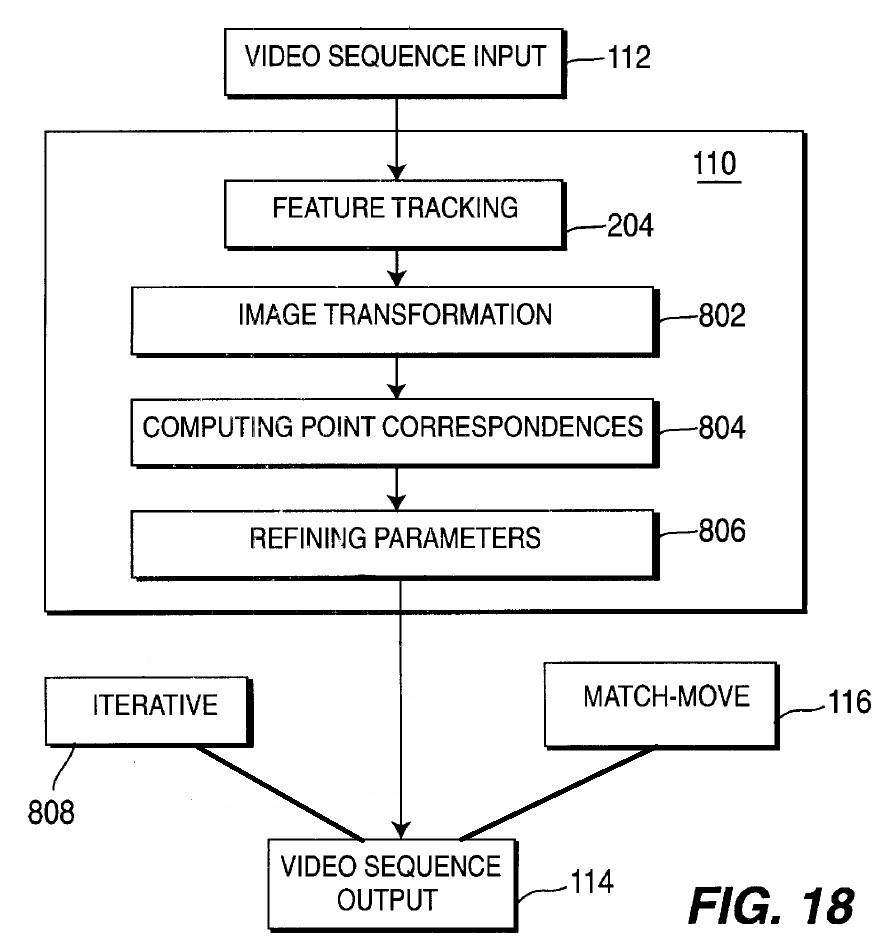 VIDEO SEQUENCE INPUT
112
110
FEATURE TRACKING
204
IMAGE TRANSFORMATION
802
COMPUTING POINT CORRESPONDENCES
804
REFINING PARAMETERS
806
ITERATIVE
808
MATCH-MOVE
116
VIDEO SEQUENCE
OUTPUT
114
FIG. 18